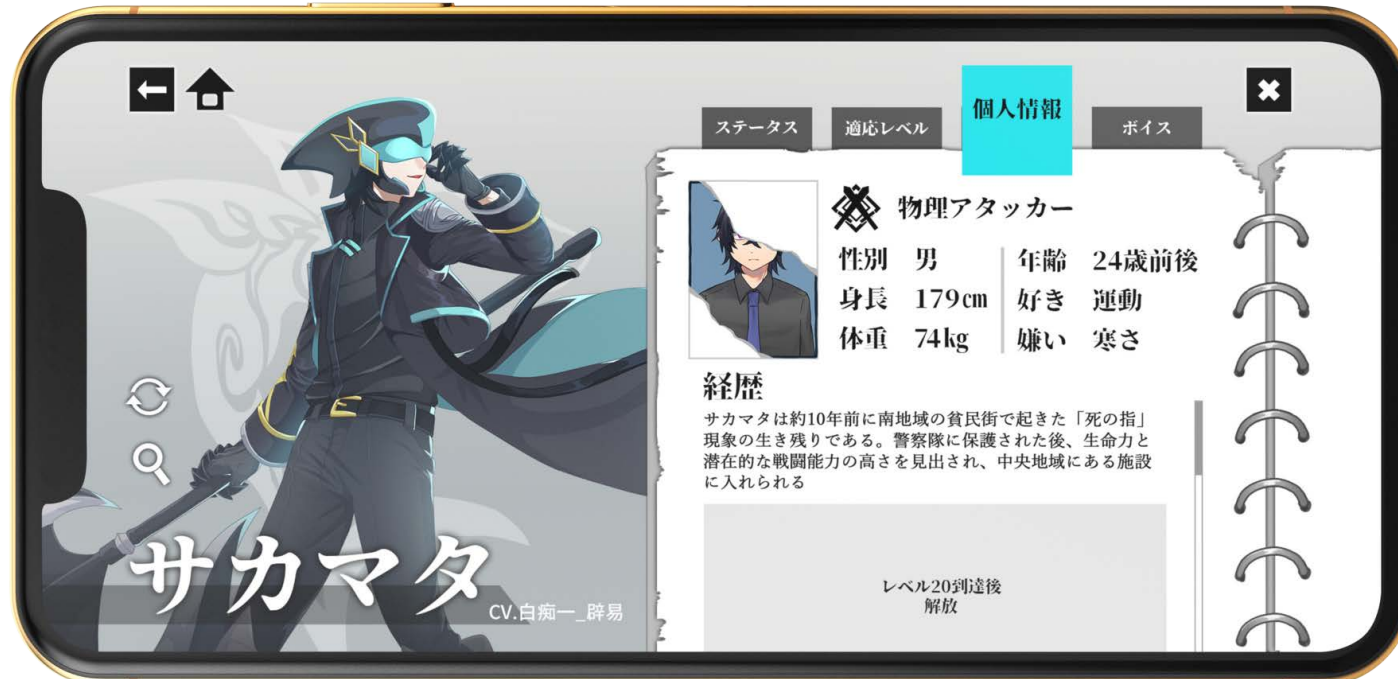 ステータス
適応レベル
個人情報
ボイス
物理アタッカー
性別 男
年齢 24歳前後
身長 179cm
好き 運動
体重 74kg
嫌い 寒さ
経歴
サカマタは約10年前に南地域の貧民街で起きた「死の指」
現象の生き残りである。警察隊に保護された後、生命力と
潜在的な戦闘能力の高さを見出され、中央地域にある施設
に入れられる
レベル20到達後
解放
サカマタ
CV.白痴一_辟易